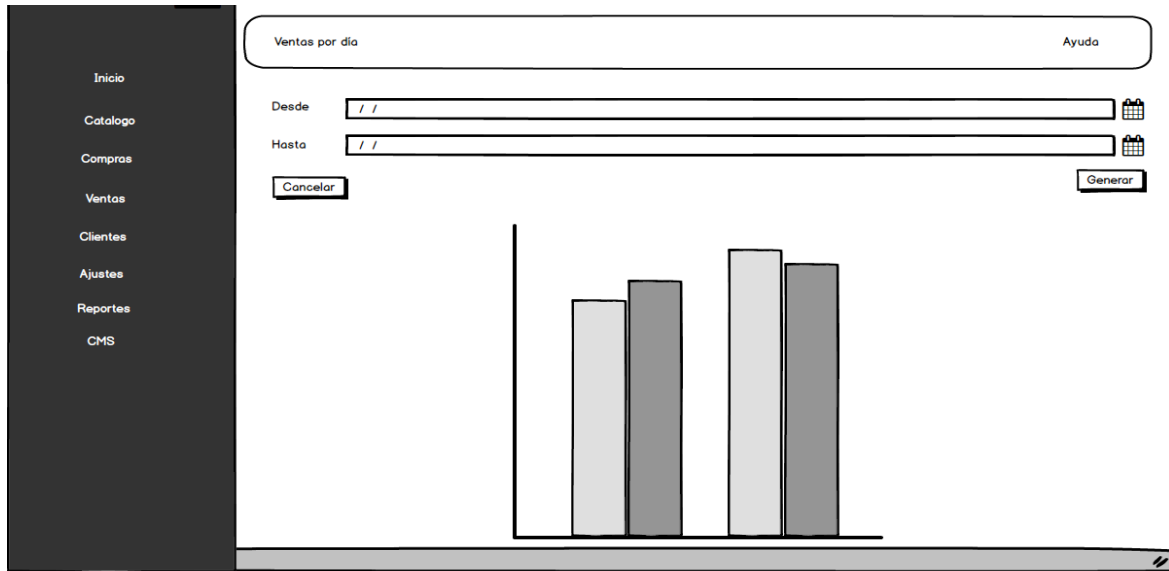 Inicio
Catalogo
Compras
Ventas
Clientes
Ajustes
Reportes
CMS
Ventas por día
Ayuda
Desde
/ /
Hasta
/ /
Cancelar
Generar